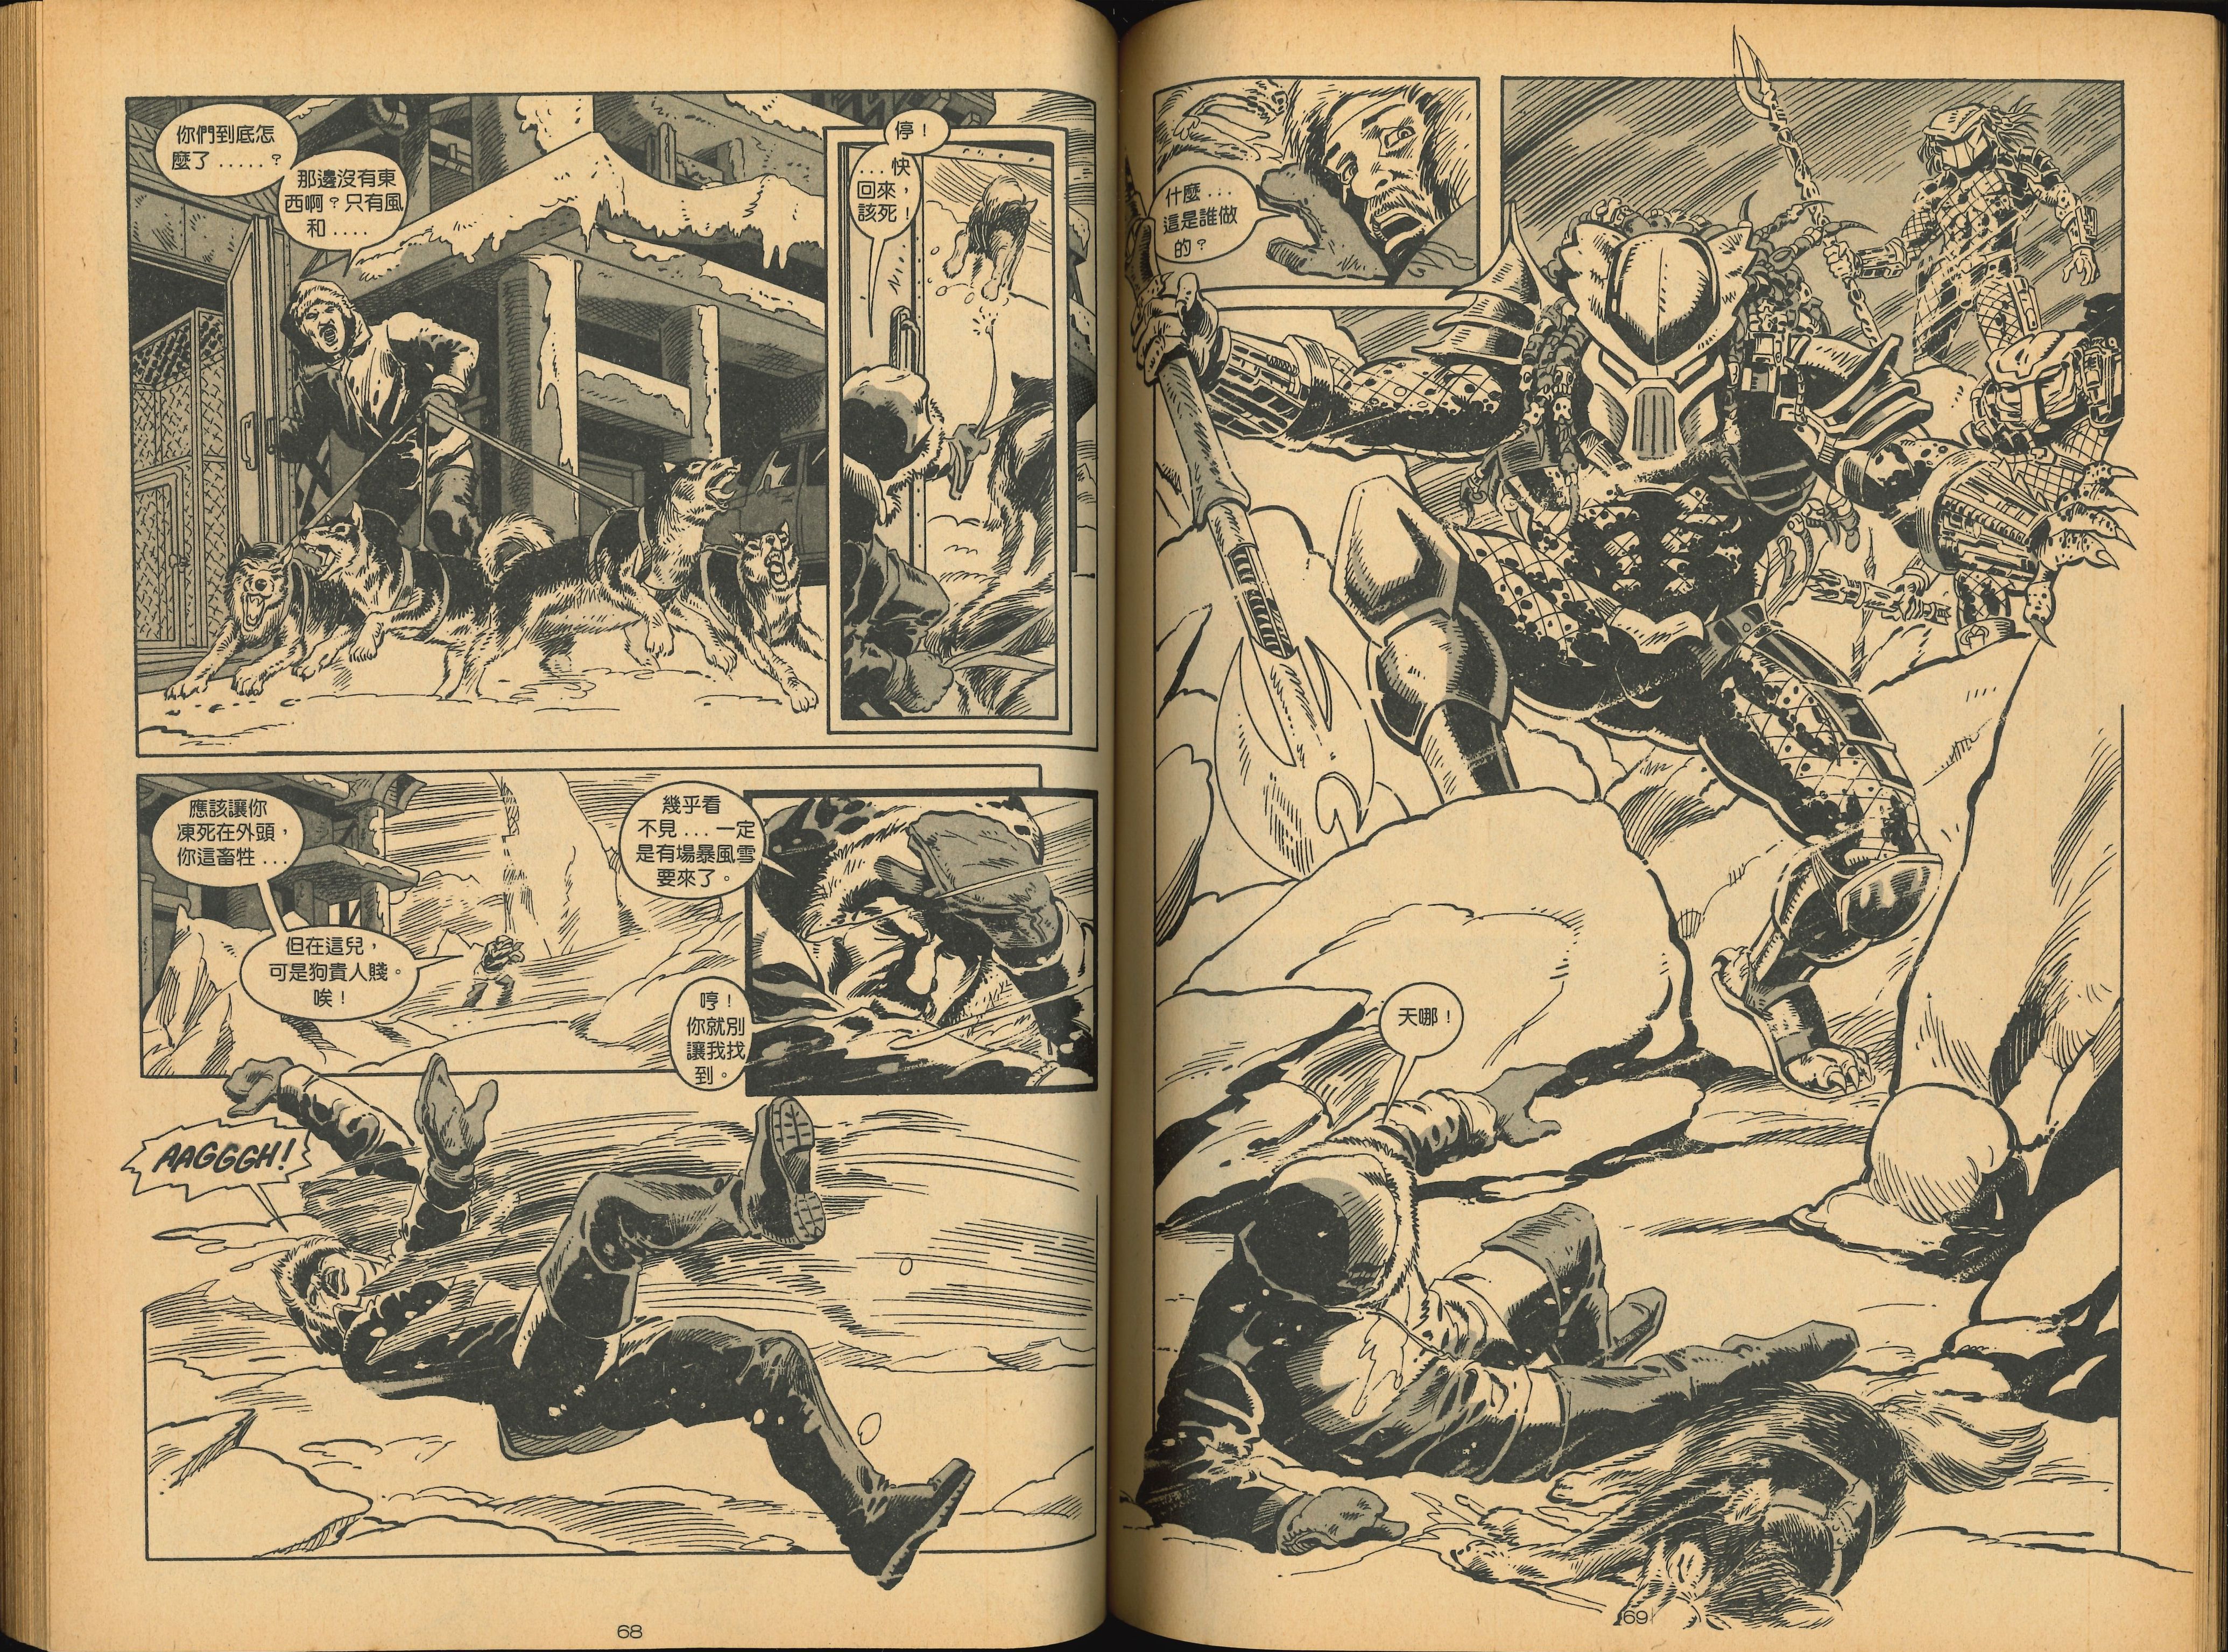 你們到底怎
麼了.....?
那邊沒有東
西啊?只有風
和....
停!
...快
回來,
該死!
應該讓你
凍死在外頭,
你這畜牲...
但在這兒,
可是狗貴人賤。
唉!
幾乎看
不見...一定
是有場暴風雪
要來了。
哼!
你就別
讓我找
到。
AAGGGH!
68
什麼...
這是誰做
的?
天哪!
69